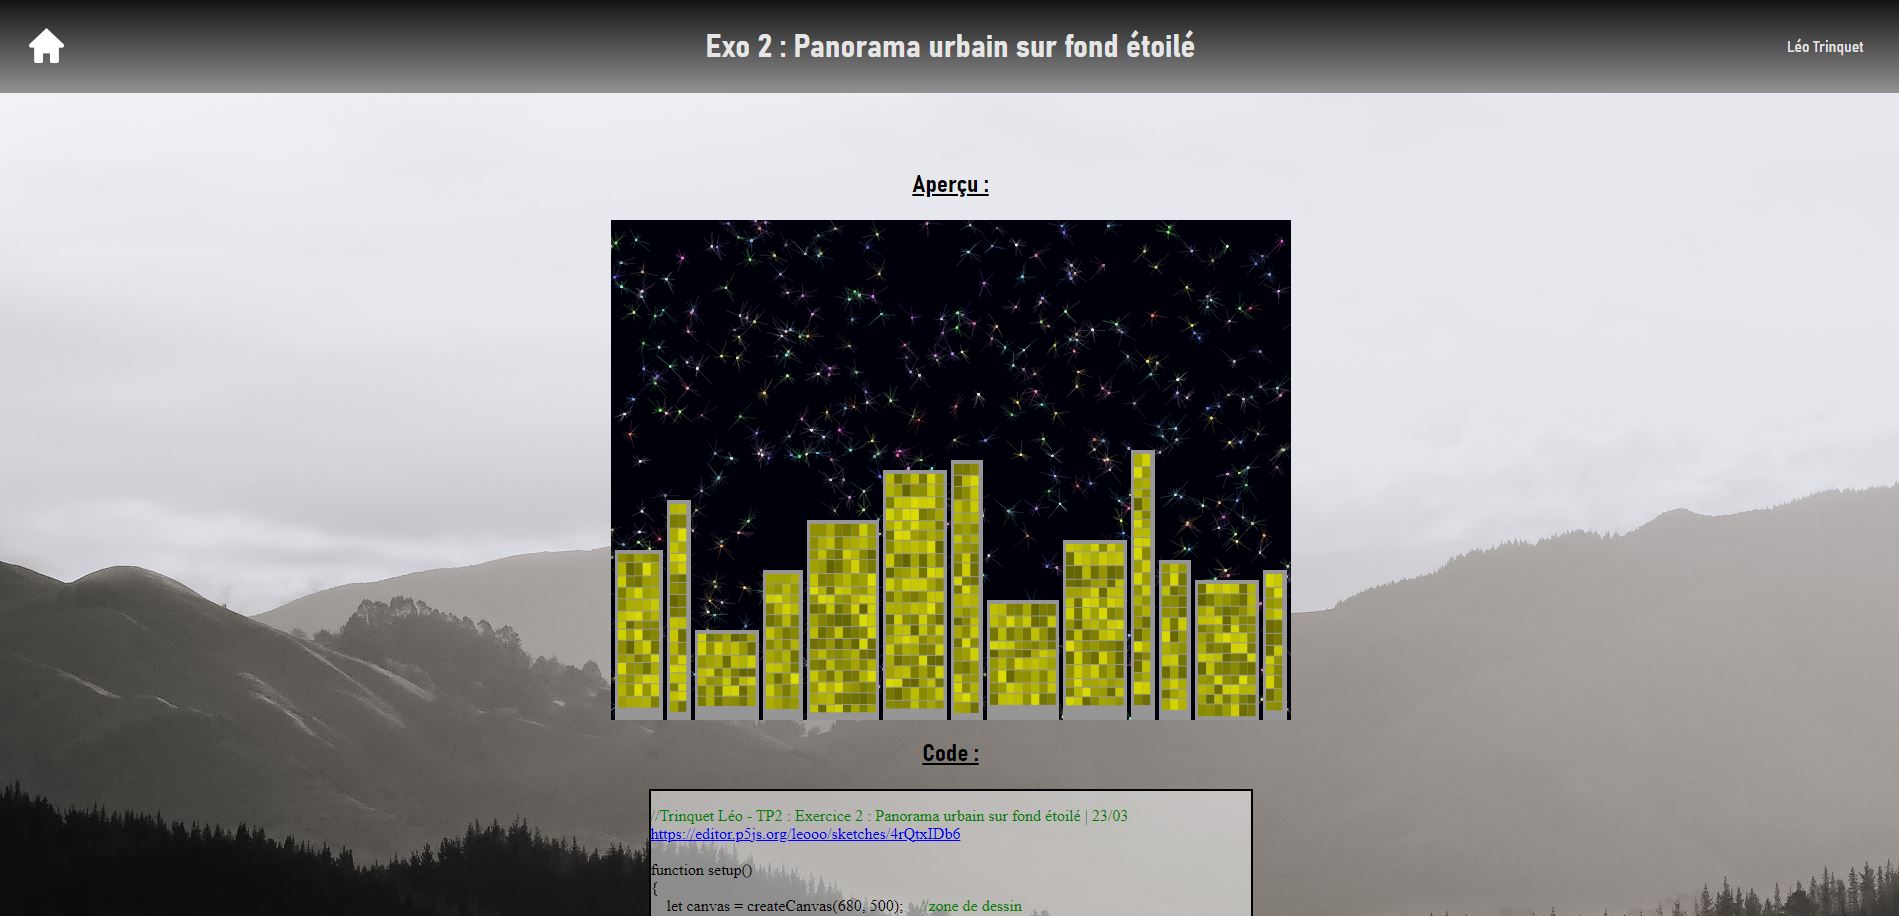 Exo 2 : Panorama urbain sur fond étoilé
Léo Trinquet
Aperçu :
Code :
//Trinquet Léo - TP2 : Exercice 2 : Panorama urbain sur fond étoilé | 23/03
https://editor.p5js.org/leooo/sketches/4rQtxIDb6
function setup()
{
let canvas = createCanvas(680, 500); //zone de dessin